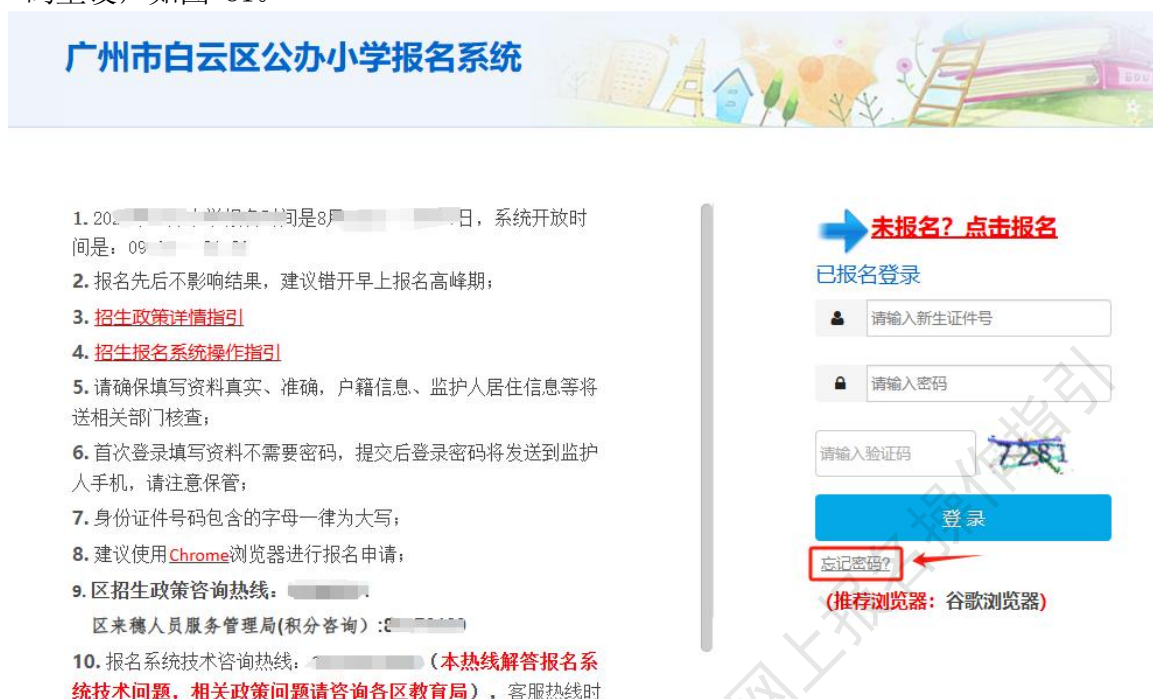 广州市白云区公办小学报名系统
1. 20 间是8月 日，系统开放时
间是：09
2. 报名先后不影响结果，建议错开早上报名高峰期；
3. 招生政策详情指引
4. 招生报名系统操作指引
5. 请确保填写资料真实、准确，户籍信息、监护人居住信息等将
送相关部门核查；
6. 首次登录填写资料不需要密码，提交后登录密码将发送到监护
人手机，请注意保管；
7. 身份证件号码包含的字母一律为大写；
8. 建议使用Chrome浏览器进行报名申请；
9. 区招生政策咨询热线：
区来穗人员服务管理局(积分咨询）:8
10. 报名系统技术咨询热线： （本热线解答报名系
统技术问题，相关政策问题请咨询各区教育局），客服热线时
未报名？点击报名
已报名登录
请输入新生证件号
请输入密码
请输入验证码 7281
登录
忘记密码?
(推荐浏览器：谷歌浏览器)
网上报名操作指引